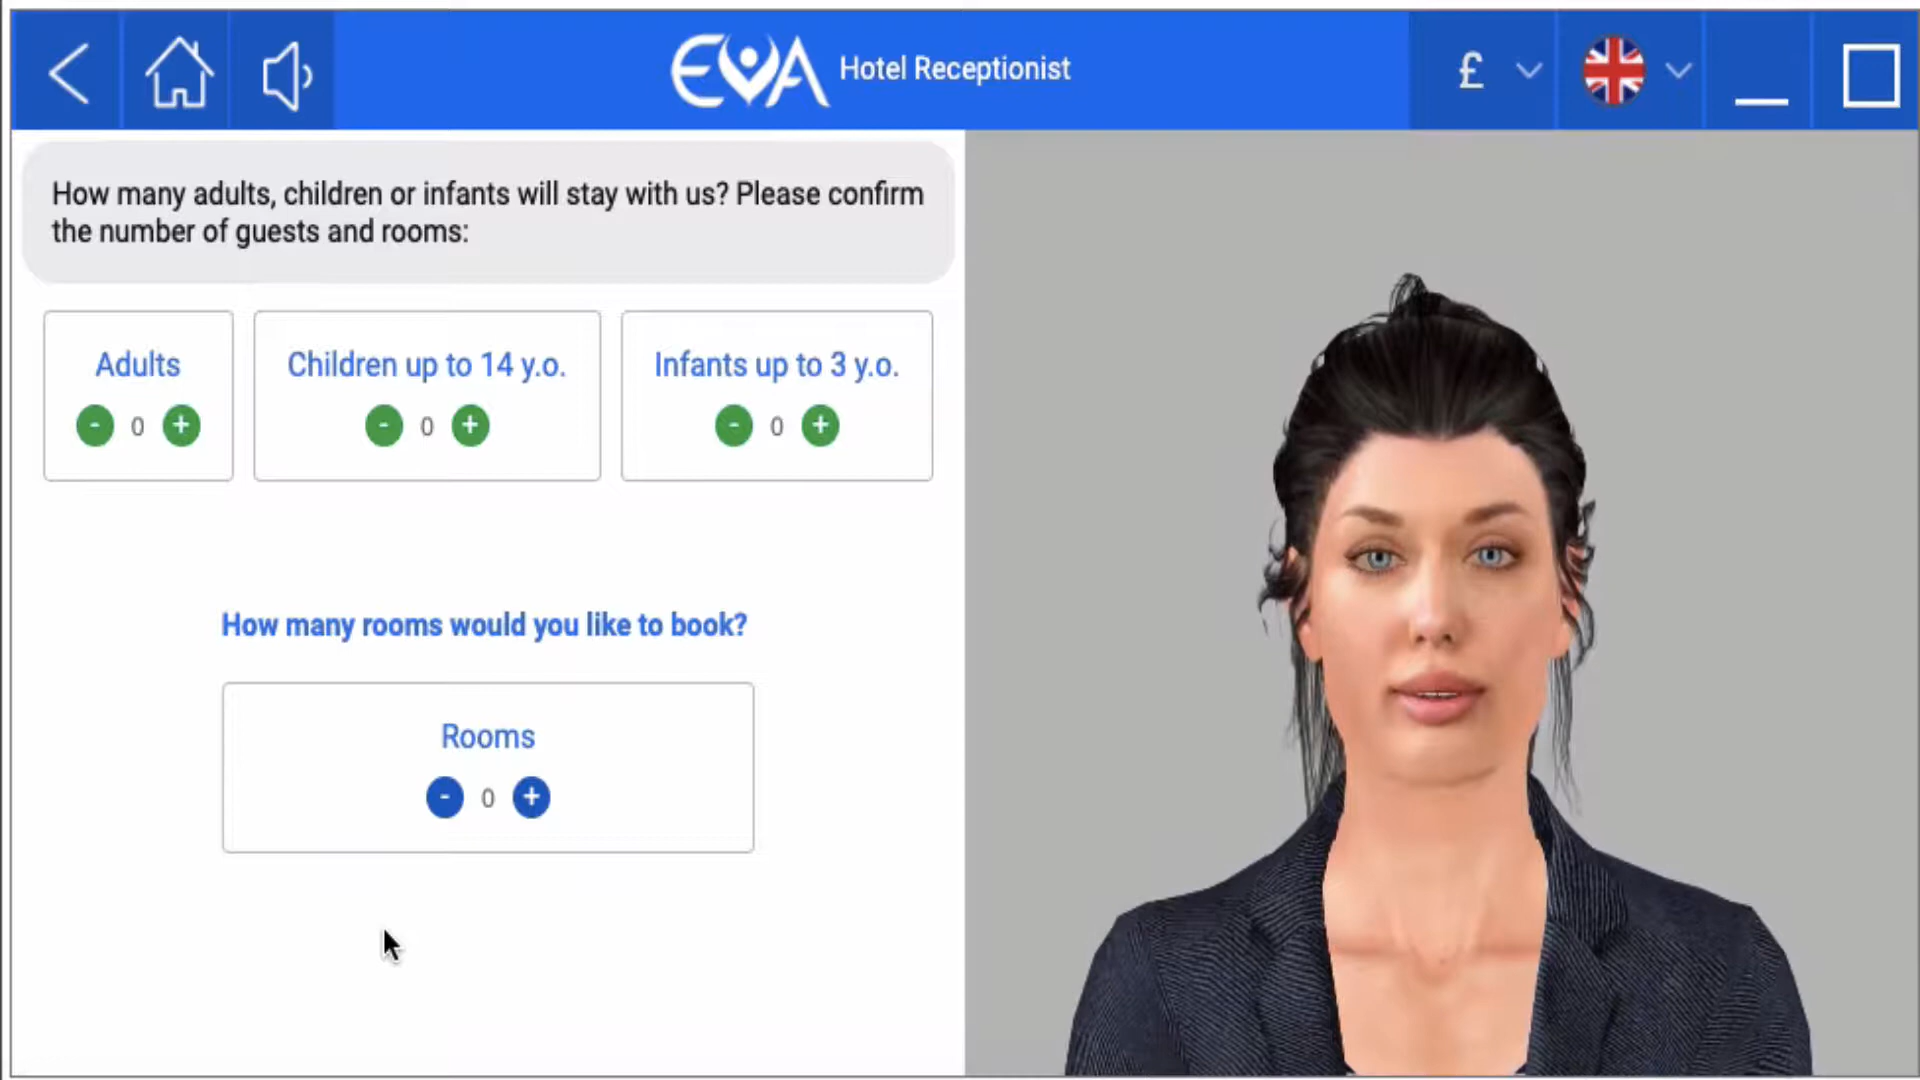 EVA Hotel Receptionist
£
How many adults, children or infants will stay with us? Please confirm
the number of guests and rooms:
Adults
- 0 +
Children up to 14 y.o.
- 0 +
Infants up to 3 y.o.
- 0 +
How many rooms would you like to book?
Rooms
- 0 +